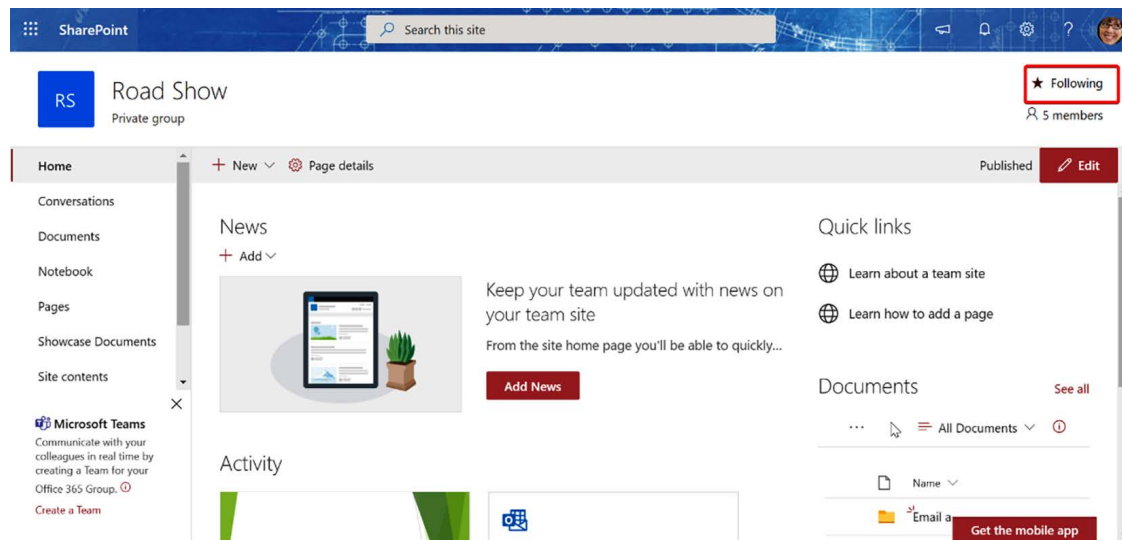 SharePoint
Search this site
?
RS
Road Show
Private group
★ Following
5 members
Home
Conversations
Documents
Notebook
Pages
Showcase Documents
Site contents
Microsoft Teams
Communicate with your
colleagues in real time by
creating a Team for your
Office 365 Group.
Create a Team
+ New
Page details
Published
Edit
News
+ Add
Keep your team updated with news on
your team site
From the site home page you'll be able to quickly...
Add News
Activity
Quick links
Learn about a team site
Learn how to add a page
Documents
See all
... All Documents
Name
Email a
Get the mobile app